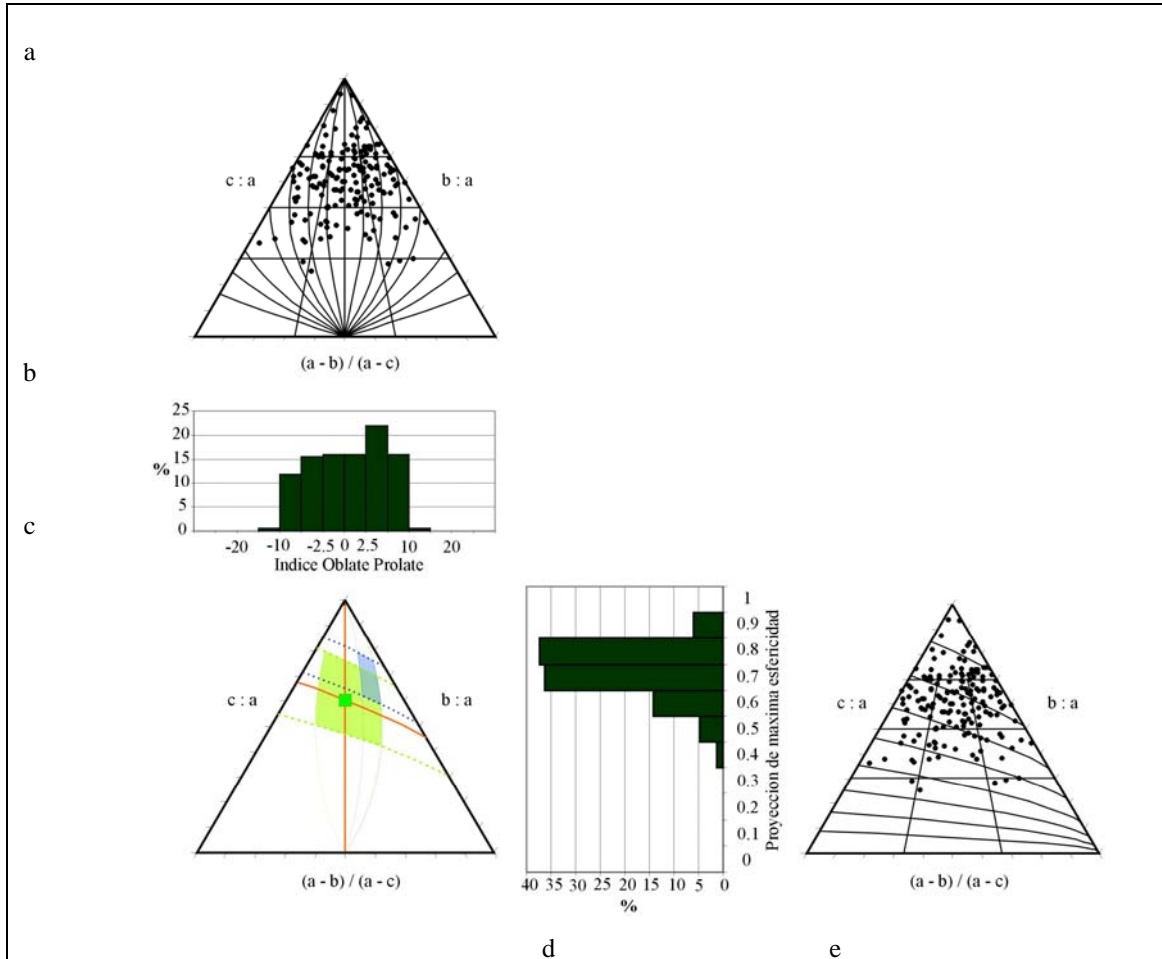 a
c : a
b : a
(a - b) / (a - c)
b
25
20
15
10
5
0
%
-20
-10
-2.5
0
2.5
10
20
Indice Oblate Prolate
c
c : a
b : a
(a - b) / (a - c)
1
0.9
0.8
0.7
0.6
0.5
0.4
0.3
0.2
0.1
0
Proyeccion de maxima esfericidad
40 35 30 25 20 15 10 5 0
%
c : a
b : a
(a - b) / (a - c)
d
e